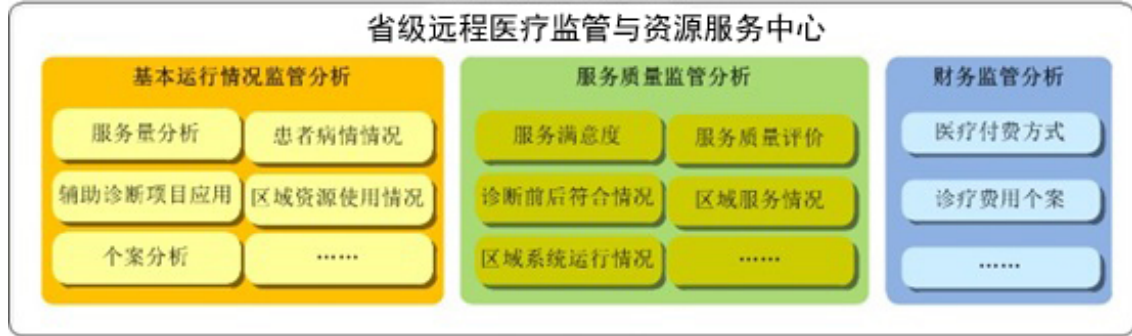 省级远程医疗监管与资源服务中心
基本运行情况监管分析
服务量分析
患者病情情况
辅助诊断项目应用
区域资源使用情况
个案分析
……
服务质量监管分析
服务满意度
服务质量评价
诊断前后符合情况
区域服务情况
区域系统运行情况
……
财务监管分析
医疗付费方式
诊疗费用个案
……